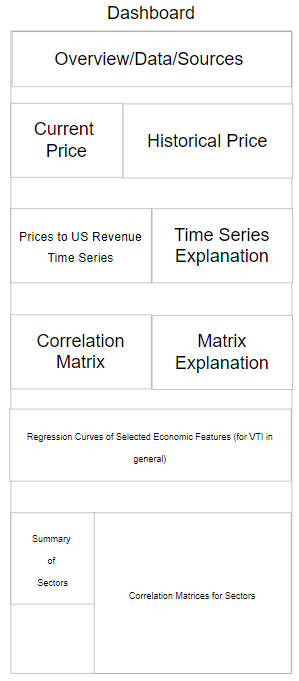 Dashboard
Overview/Data/Sources
Current
Price
Historical Price
Prices to US Revenue
Time Series
Time Series
Explanation
Correlation
Matrix
Matrix
Explanation
Regression Curves of Selected Economic Features (for VTI in
general)
Summary
of
Sectors
Correlation Matrices for Sectors